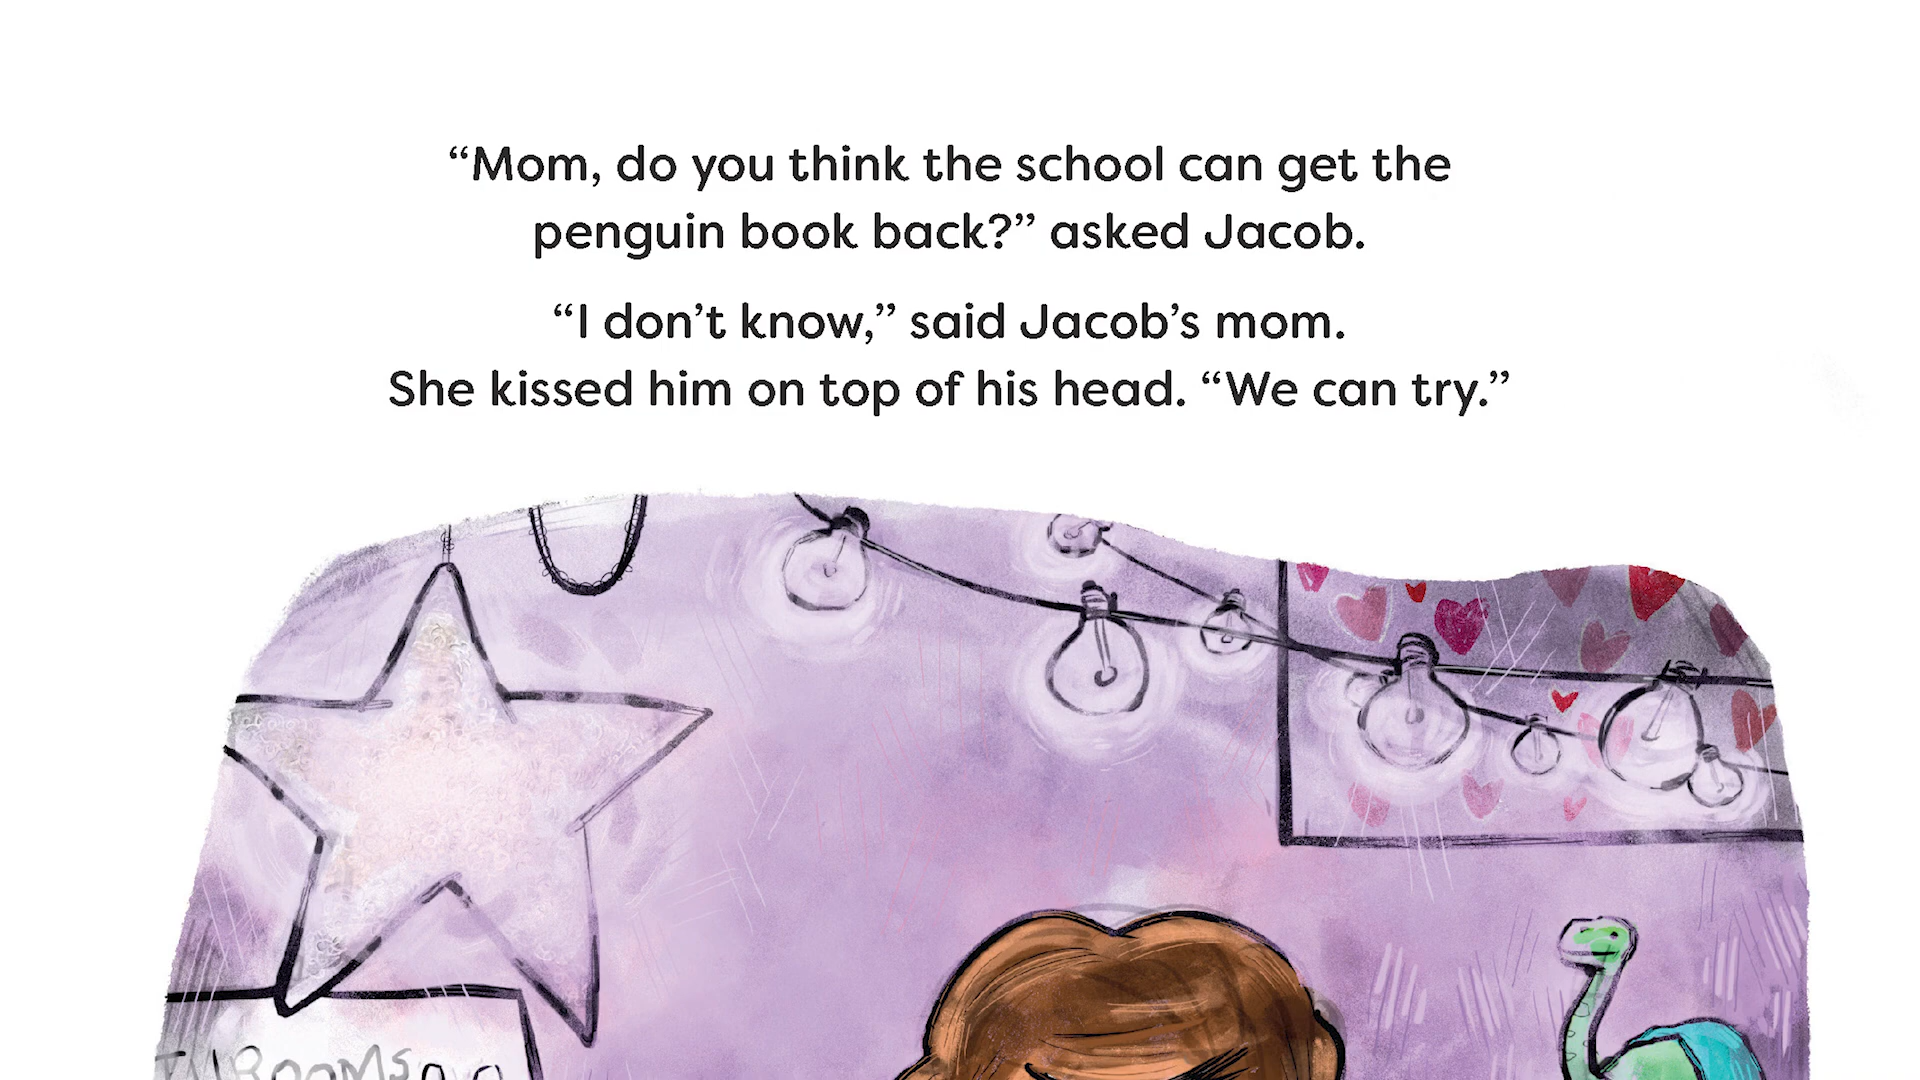 “Mom, do you think the school can get the
penguin book back?” asked Jacob.
“I don’t know,” said Jacob’s mom.
She kissed him on top of his head. “We can try.”